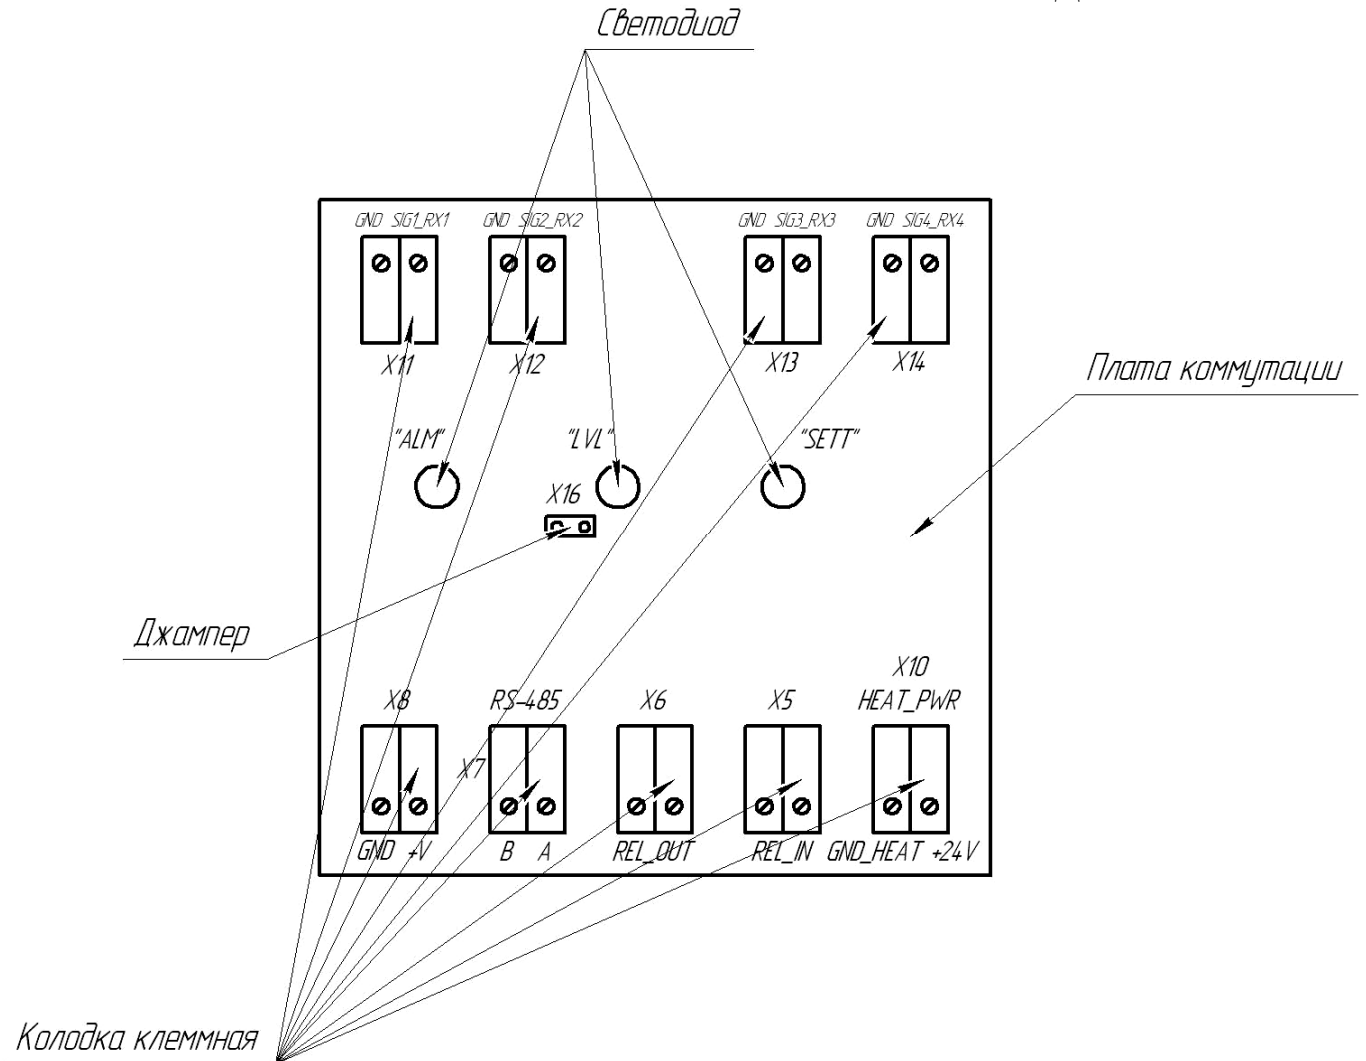 Светодиод
GND SIG1_RX1 GND SIG2_RX2 GND SIG3_RX3 GND SIG4_RX4
X11 X12 X13 X14
Плата коммутации
"ALM" "LVL" "SETT"
X16
Джампер
X10
X8 RS-485 X6 X5 HEAT_PWR
X7
GND +V B A REL_OUT REL_IN GND_HEAT +24V
Колодка клеммная